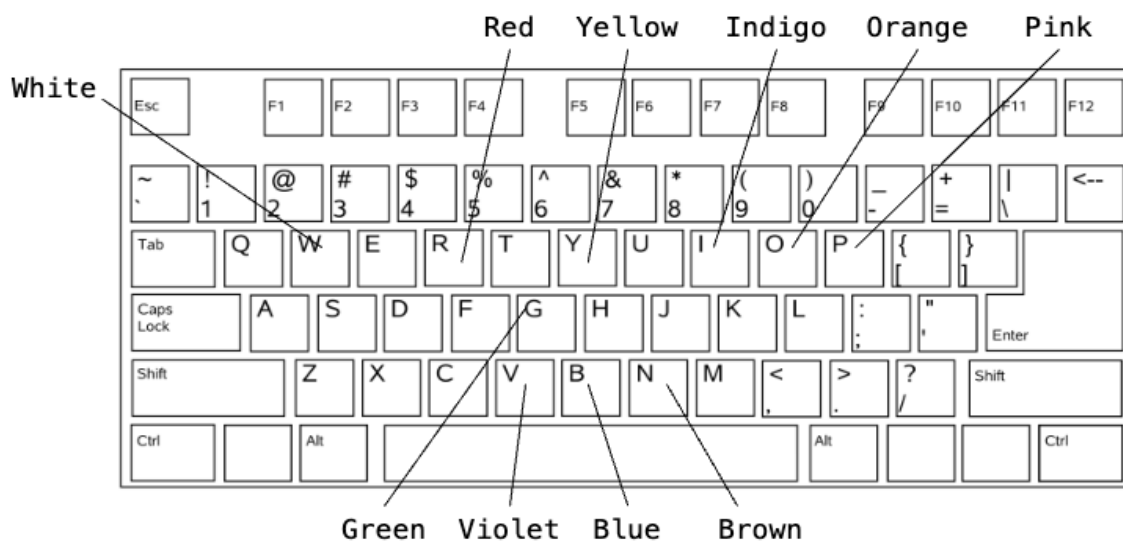 Red Yellow Indigo Orange Pink
White
Esc F1 F2 F3 F4 F5 F6 F7 F8 F9 F10 F11 F12
~ ! @ # $ % ^ & * ( ) _ + | <--
` 1 2 3 4 5 6 7 8 9 0 - = \
Tab Q W E R T Y U I O P { }
[ ]
Caps A S D F G H J K L : "
Lock ; ' Enter
Shift Z X C V B N M < > ? Shift
, . /
Ctrl Alt Alt Ctrl
Green Violet Blue Brown